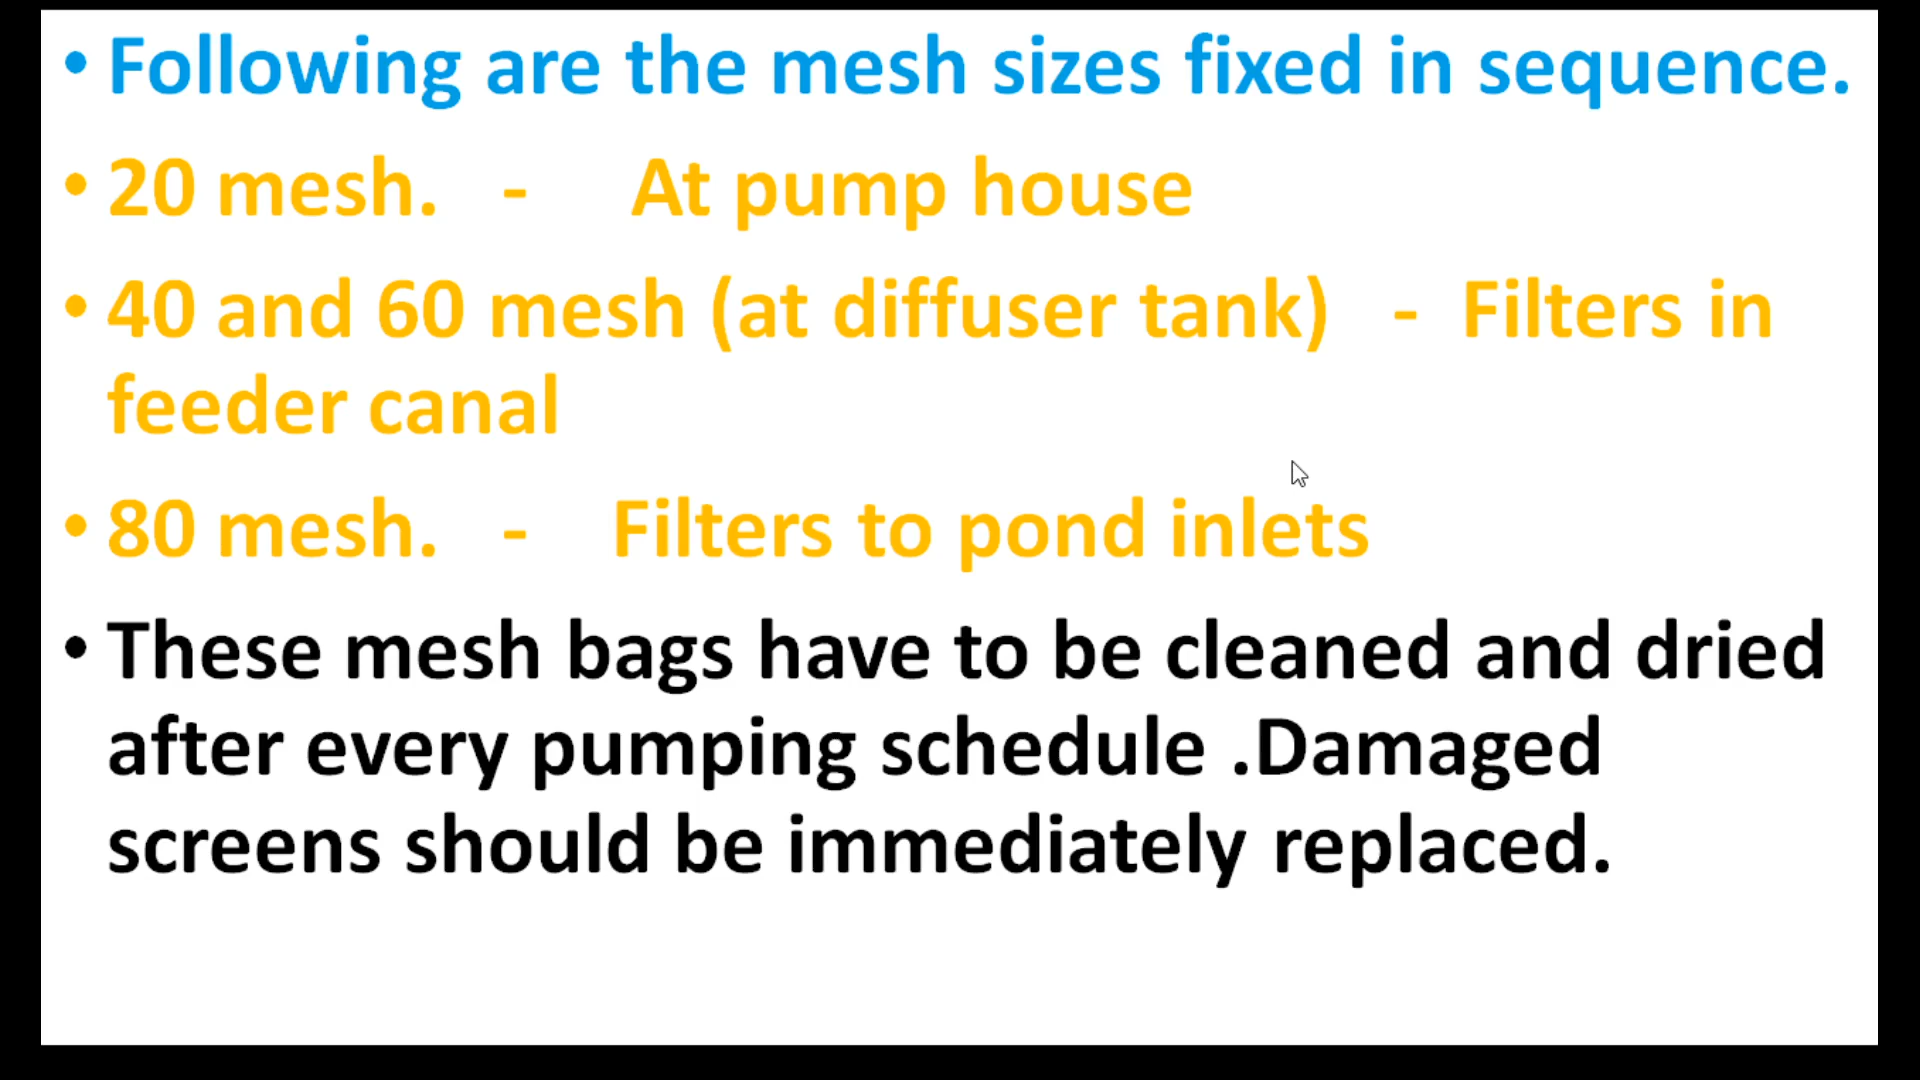 • Following are the mesh sizes fixed in sequence.
• 20 mesh. - At pump house
• 40 and 60 mesh (at diffuser tank) - Filters in
feeder canal
• 80 mesh. - Filters to pond inlets
• These mesh bags have to be cleaned and dried
after every pumping schedule .Damaged
screens should be immediately replaced.